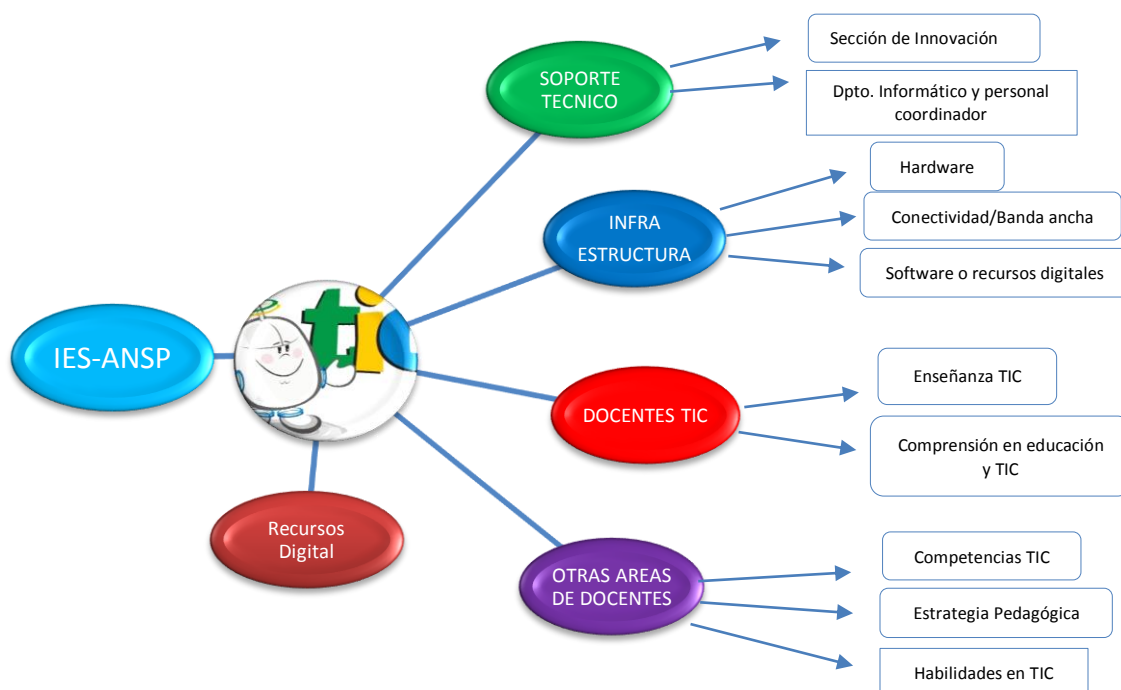 SOPORTE
TECNICO
Sección de Innovación
Dpto. Informático y personal
coordinador
INFRA
ESTRUCTURA
Hardware
Conectividad/Banda ancha
Software o recursos digitales
IES-ANSP
tic
DOCENTES TIC
Enseñanza TIC
Comprensión en educación
y TIC
Recursos
Digital
OTRAS AREAS
DE DOCENTES
Competencias TIC
Estrategia Pedagógica
Habilidades en TIC